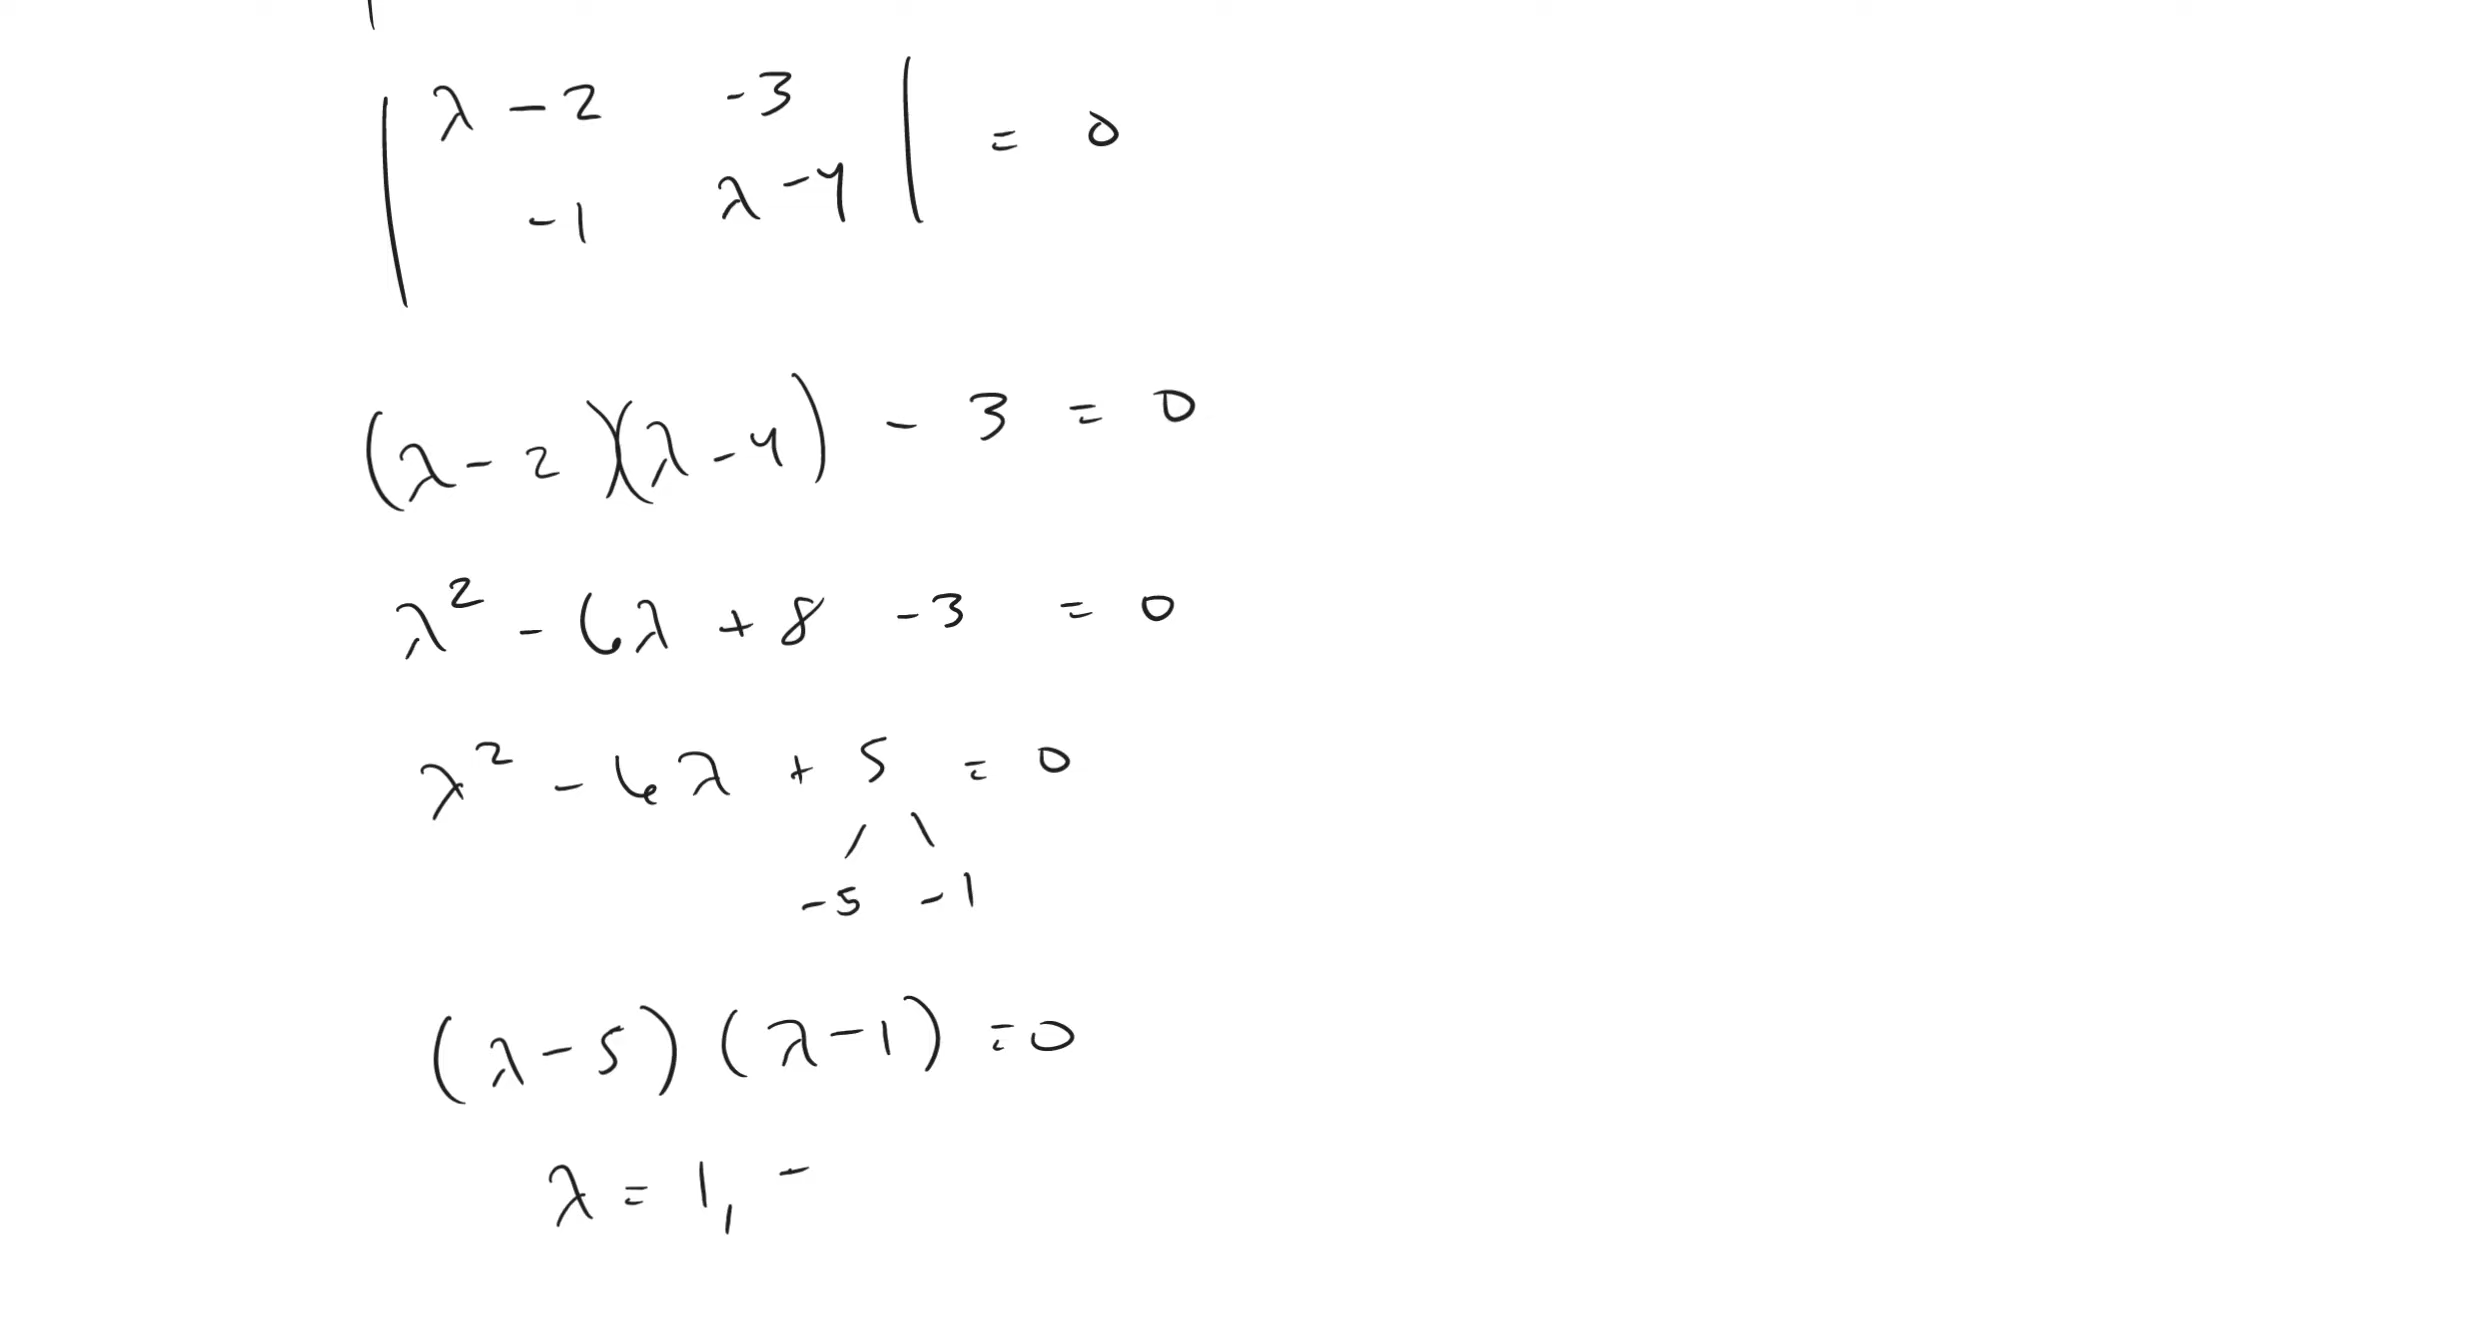 | λ - 2 -3 | = 0
| -1 λ - 4 |
(λ - 2)(λ - 4) - 3 = 0
λ² - 6λ + 8 - 3 = 0
λ² - 6λ + 5 = 0
/ \
-5 -1
(λ - 5) (λ - 1) = 0
λ = 1, -